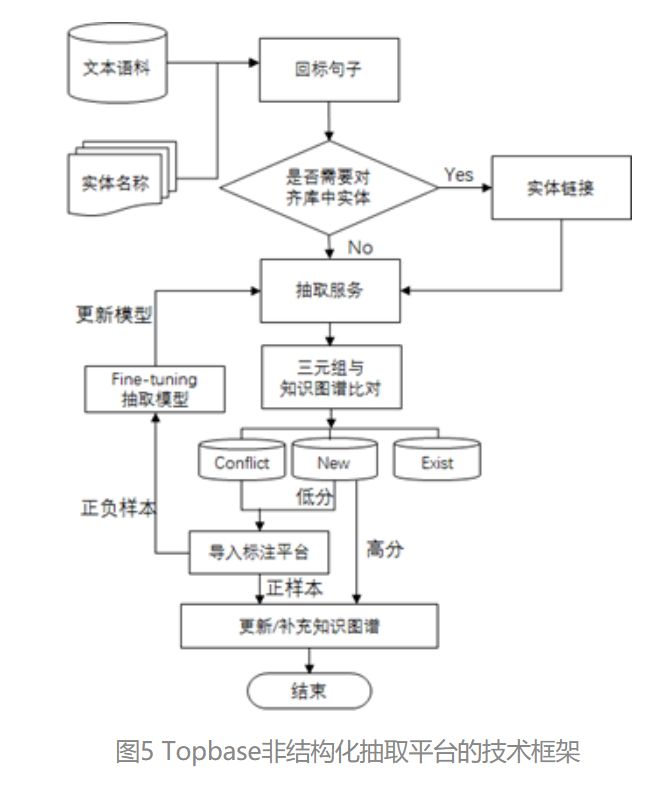 文本语料
回标句子
实体名称
是否需要对
齐库中实体
Yes
实体链接
No
抽取服务
更新模型
三元组与
知识图谱比对
Fine-tuning
抽取模型
Conflict
New
Exist
低分
正负样本
导入标注平台
高分
正样本
更新/补充知识图谱
结束
图5 Topbase非结构化抽取平台的技术框架